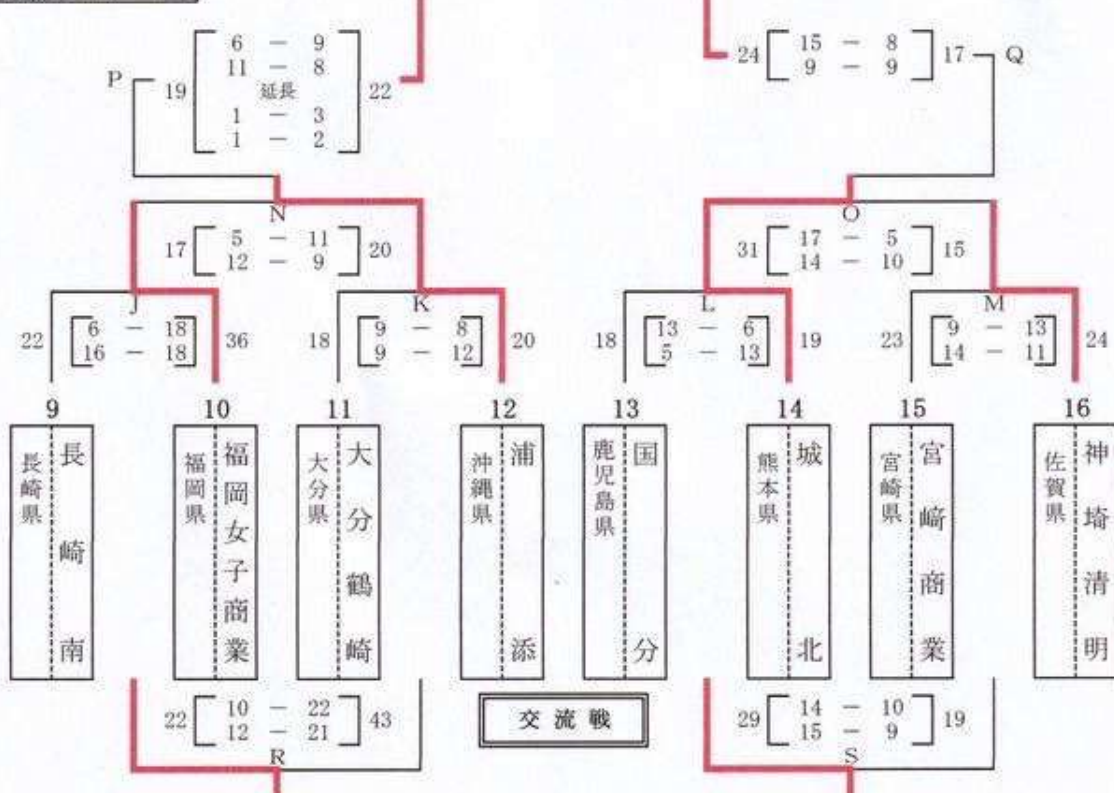 6 － 9
11 － 8
P 19 延長 22
1 － 3
1 － 2
24 15 － 8 17 Q
9 － 9
N
17 5 － 11 20
12 － 9
O
31 17 － 5 15
14 － 10
J
22 6 － 18 36
16 － 18
K
18 9 － 8 20
9 － 12
L
18 13 － 6 19
5 － 13
M
23 9 － 13 24
14 － 11
9 10 11 12 13 14 15 16
長崎県 長崎南
福岡県 福岡女子商業
大分県 大分鶴崎
沖縄県 浦添
鹿児島県 国分
熊本県 城北
宮崎県 宮﨑商業
佐賀県 神埼清明
22 10 － 22 43
12 － 21
R
交流戦
29 14 － 10 19
15 － 9
S